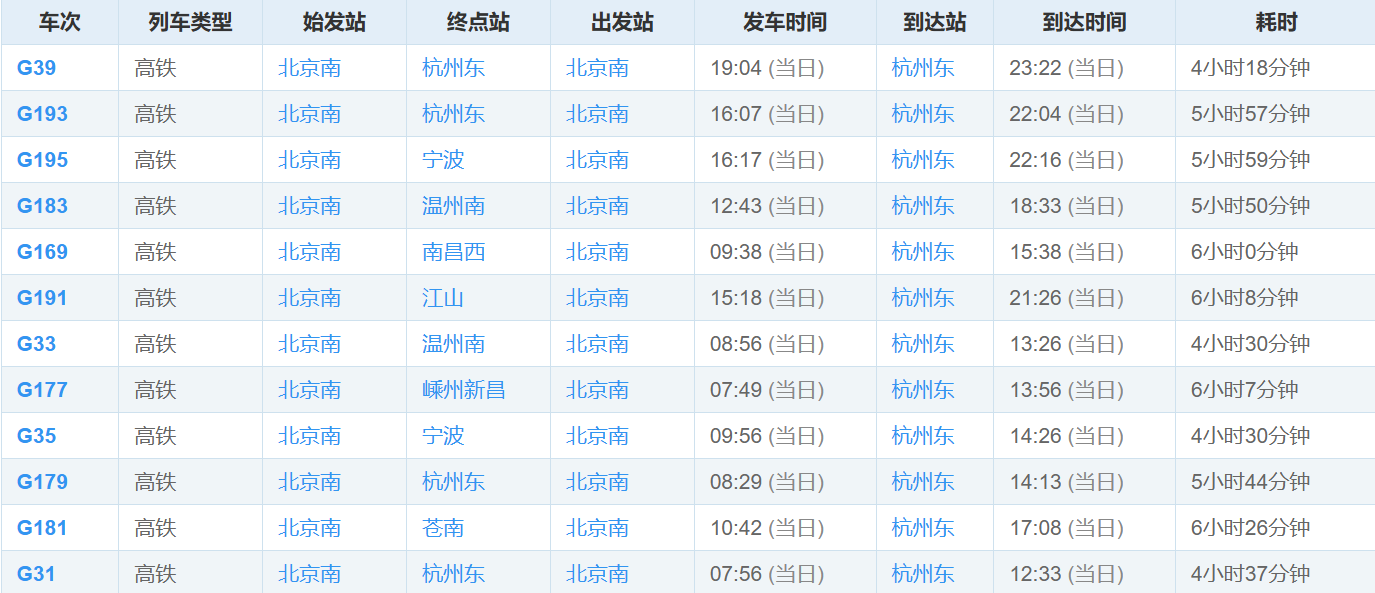 车次 列车类型 始发站 终点站 出发站 发车时间 到达站 到达时间 耗时
G39 高铁 北京南 杭州东 北京南 19:04 (当日) 杭州东 23:22 (当日) 4小时18分钟
G193 高铁 北京南 杭州东 北京南 16:07 (当日) 杭州东 22:04 (当日) 5小时57分钟
G195 高铁 北京南 宁波 北京南 16:17 (当日) 杭州东 22:16 (当日) 5小时59分钟
G183 高铁 北京南 温州南 北京南 12:43 (当日) 杭州东 18:33 (当日) 5小时50分钟
G169 高铁 北京南 南昌西 北京南 09:38 (当日) 杭州东 15:38 (当日) 6小时0分钟
G191 高铁 北京南 江山 北京南 15:18 (当日) 杭州东 21:26 (当日) 6小时8分钟
G33 高铁 北京南 温州南 北京南 08:56 (当日) 杭州东 13:26 (当日) 4小时30分钟
G177 高铁 北京南 嵊州新昌 北京南 07:49 (当日) 杭州东 13:56 (当日) 6小时7分钟
G35 高铁 北京南 宁波 北京南 09:56 (当日) 杭州东 14:26 (当日) 4小时30分钟
G179 高铁 北京南 杭州东 北京南 08:29 (当日) 杭州东 14:13 (当日) 5小时44分钟
G181 高铁 北京南 苍南 北京南 10:42 (当日) 杭州东 17:08 (当日) 6小时26分钟
G31 高铁 北京南 杭州东 北京南 07:56 (当日) 杭州东 12:33 (当日) 4小时37分钟